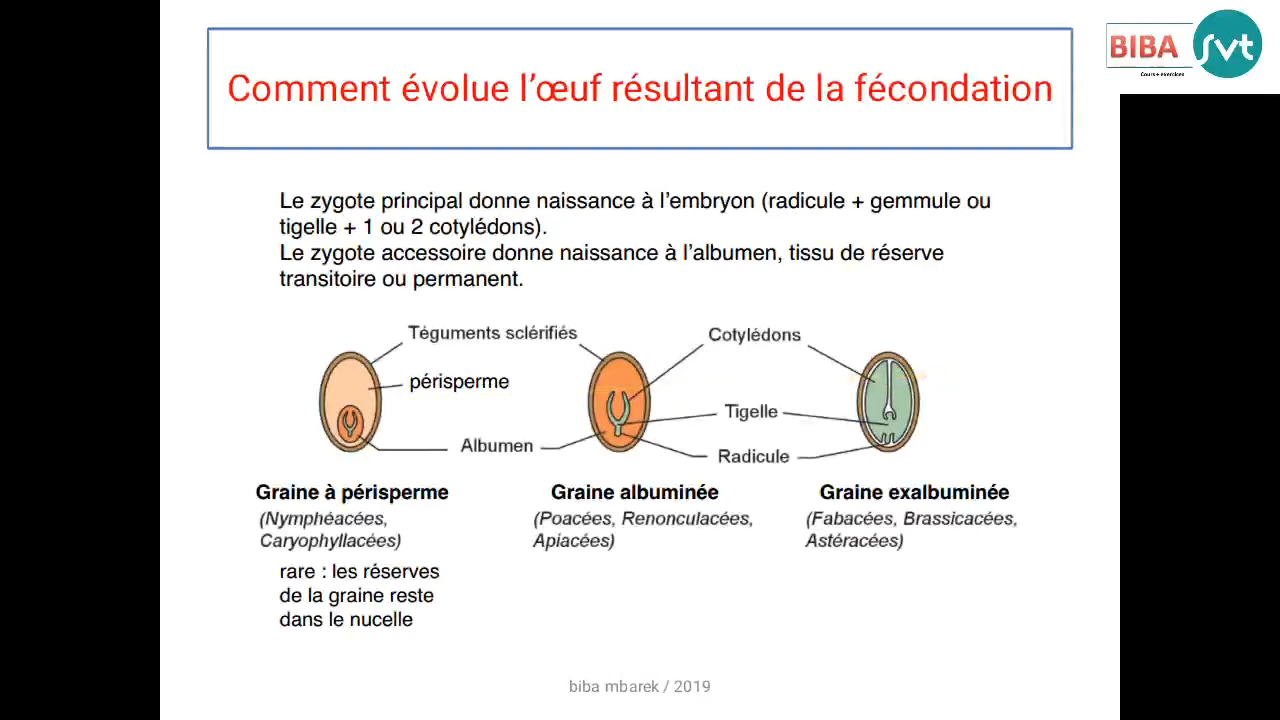 BIBA svt
Cours + exercices
Comment évolue l'œuf résultant de la fécondation
Le zygote principal donne naissance à l'embryon (radicule + gemmule ou
tigelle + 1 ou 2 cotylédons).
Le zygote accessoire donne naissance à l'albumen, tissu de réserve
transitoire ou permanent.
Téguments sclérifiés
Cotylédons
périsperme
Tigelle
Albumen
Radicule
Graine à périsperme
(Nymphéacées,
Caryophyllacées)
rare : les réserves
de la graine reste
dans le nucelle
Graine albuminée
(Poacées, Renonculacées,
Apiacées)
Graine exalbuminée
(Fabacées, Brassicacées,
Astéracées)
biba mbarek / 2019